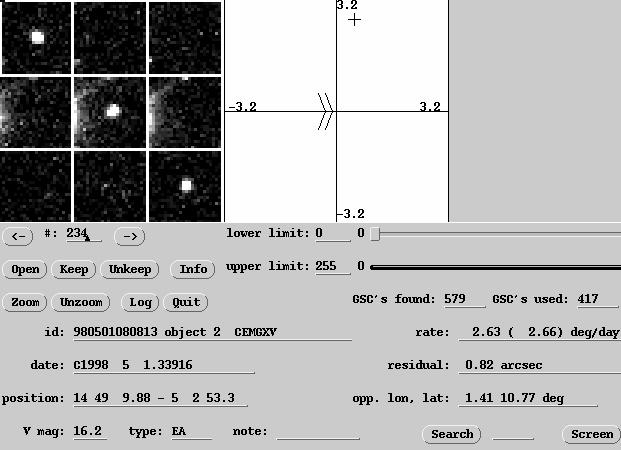 3.2
-3.2 3.2
-3.2
<- #: 234 -> lower limit: 0 0
Open Keep Unkeep Info upper limit: 255 0
Zoom Unzoom Log Quit GSC's found: 579 GSC's used: 417
id: 980501080813 object 2 CEMGXV rate: 2.63 ( 2.66) deg/day
date: C1998 5 1.33916 residual: 0.82 arcsec
position: 14 49 9.88 - 5 2 53.3 opp. lon, lat: 1.41 10.77 deg
V mag: 16.2 type: EA note: Search Screen